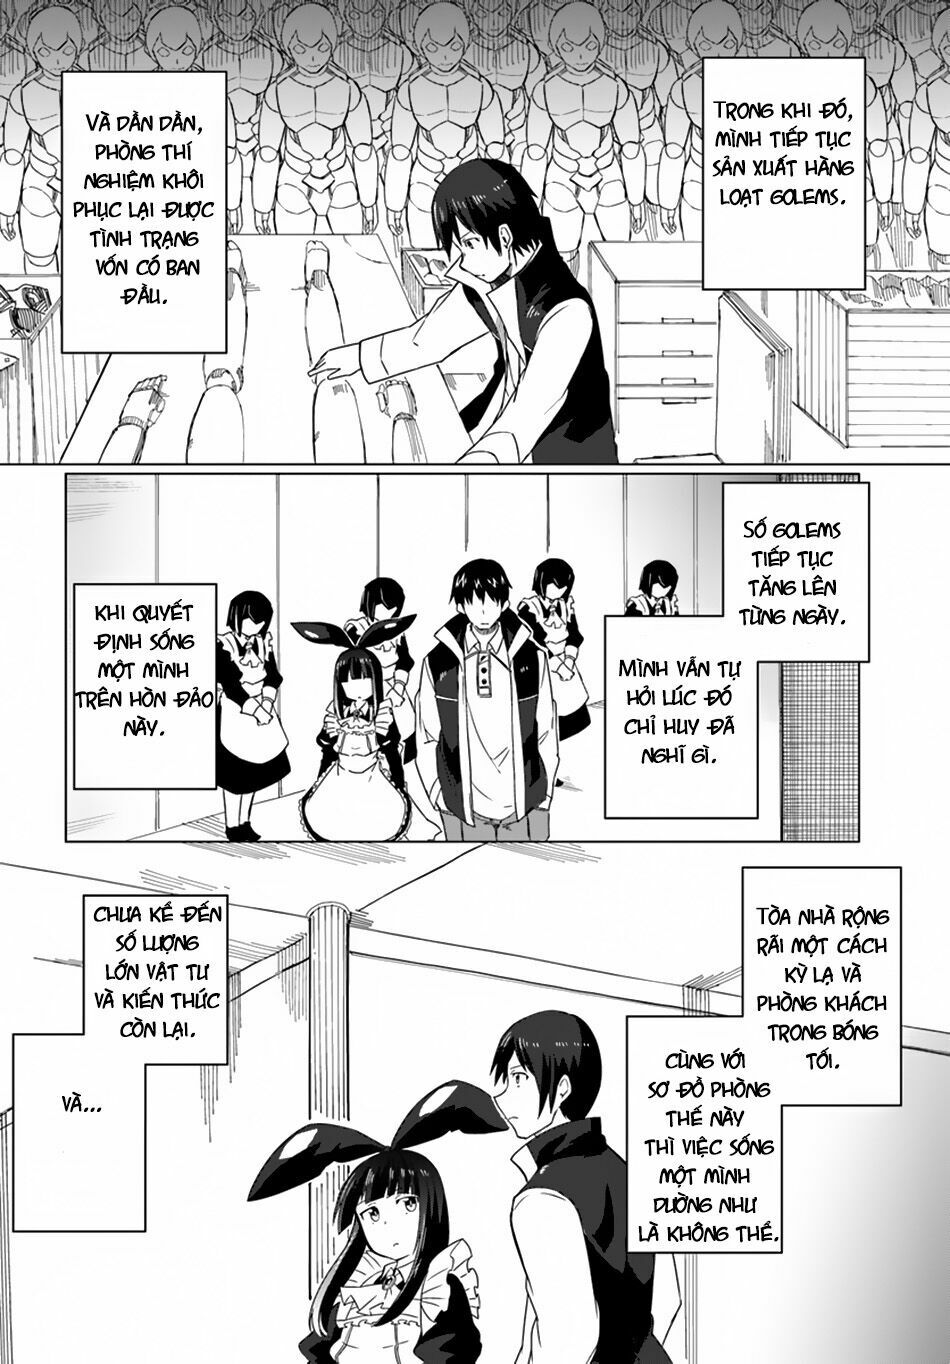 TRONG KHI ĐÓ,
MÌNH TIẾP TỤC
SẢN XUẤT HÀNG
LOẠT GOLEMS.
VÀ DẦN DẦN,
PHÒNG THÍ
NGHIỆM KHÔI
PHỤC LẠI ĐƯỢC
TÌNH TRẠNG
VỐN CÓ BAN
ĐẦU.
SỐ GOLEMS
TIẾP TỤC
TĂNG LÊN
TỪNG NGÀY.
MÌNH VẪN TỰ
HỎI LÚC ĐÓ
CHỈ HUY ĐÃ
NGHĨ GÌ.
KHI QUYẾT
ĐỊNH SỐNG
MỘT MÌNH
TRÊN HÒN ĐẢO
NÀY.
TÒA NHÀ RỘNG
RÃI MỘT CÁCH
KỲ LẠ VÀ
PHÒNG KHÁCH
TRONG BÓNG
TỐI.
CÙNG VỚI
SƠ ĐỒ PHÒNG
THẾ NÀY
THÌ VIỆC SỐNG
MỘT MÌNH
DƯỜNG NHƯ
LÀ KHÔNG THỂ.
CHƯA KỂ ĐẾN
SỐ LƯỢNG
LỚN VẬT TƯ
VÀ KIẾN THỨC
CÒN LẠI.
VÀ...